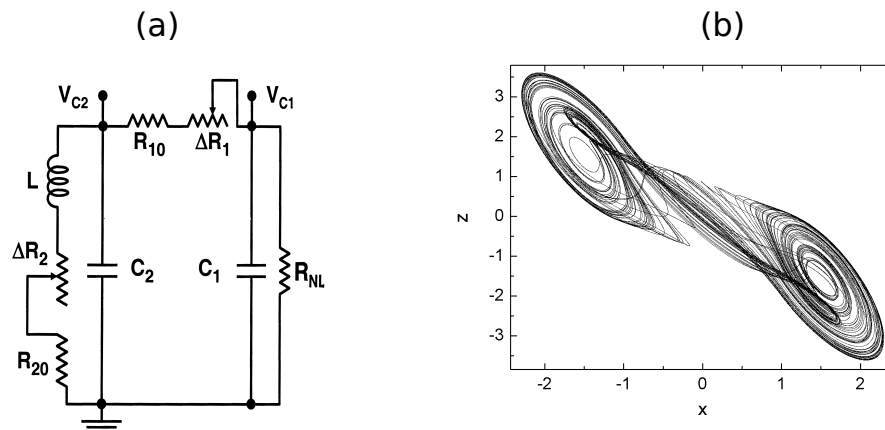 (a)
V_C2
V_C1
R_10
ΔR_1
L
ΔR_2
C_2
C_1
R_NL
R_20
(b)
3
2
1
0
-1
-2
-3
z
-2
-1
0
1
2
x